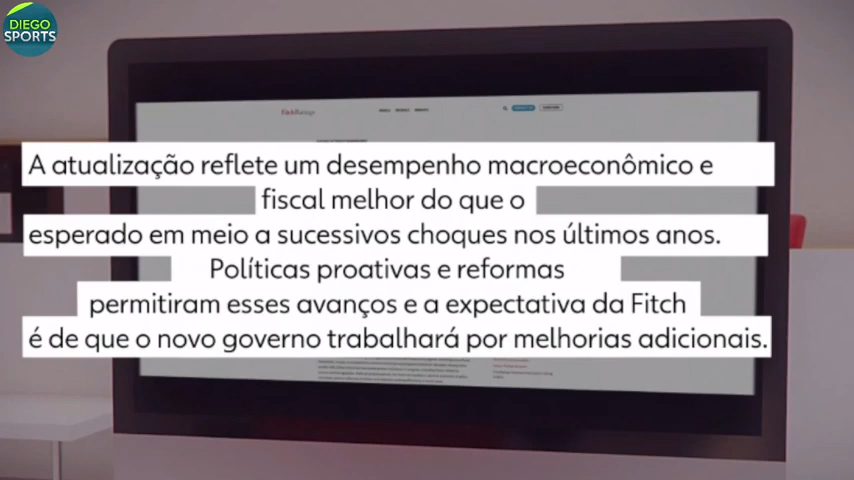 DIEGO
SPORTS
FitchRatings
A atualização reflete um desempenho macroeconômico e
fiscal melhor do que o
esperado em meio a sucessivos choques nos últimos anos.
Políticas proativas e reformas
permitiram esses avanços e a expectativa da Fitch
é de que o novo governo trabalhará por melhorias adicionais.